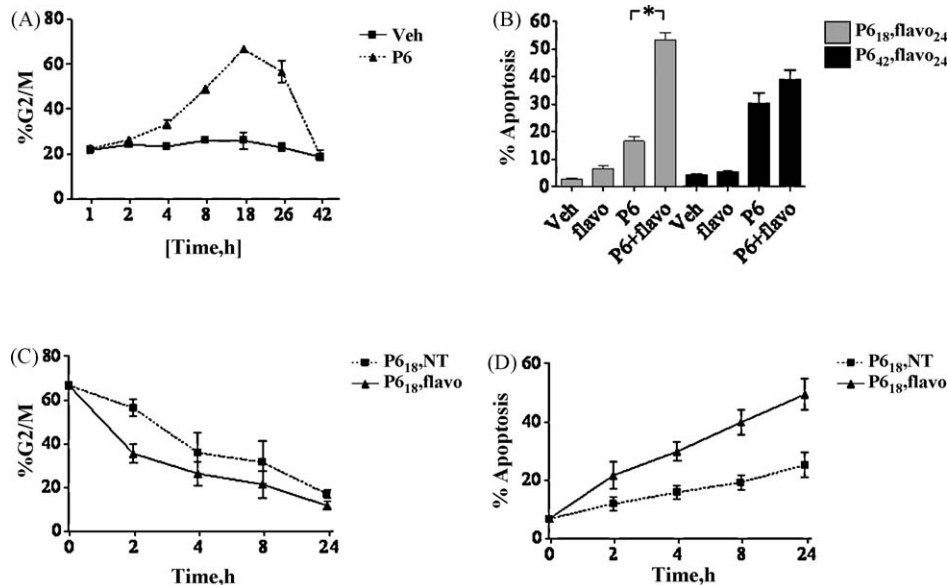 (A)
Veh
P6
%G2/M
80
60
40
20
0
1 2 4 8 18 26 42
[Time,h]
(B)
*
P6₁₈,flavo₂₄
P6₄₂,flavo₂₄
% Apoptosis
60
50
40
30
20
10
0
Veh flavo P6 P6+flavo Veh flavo P6 P6+flavo
(C)
P6₁₈,NT
P6₁₈,flavo
%G2/M
80
60
40
20
0
0 2 4 8 24
Time,h
(D)
P6₁₈,NT
P6₁₈,flavo
% Apoptosis
60
40
20
0
0 2 4 8 24
Time,h